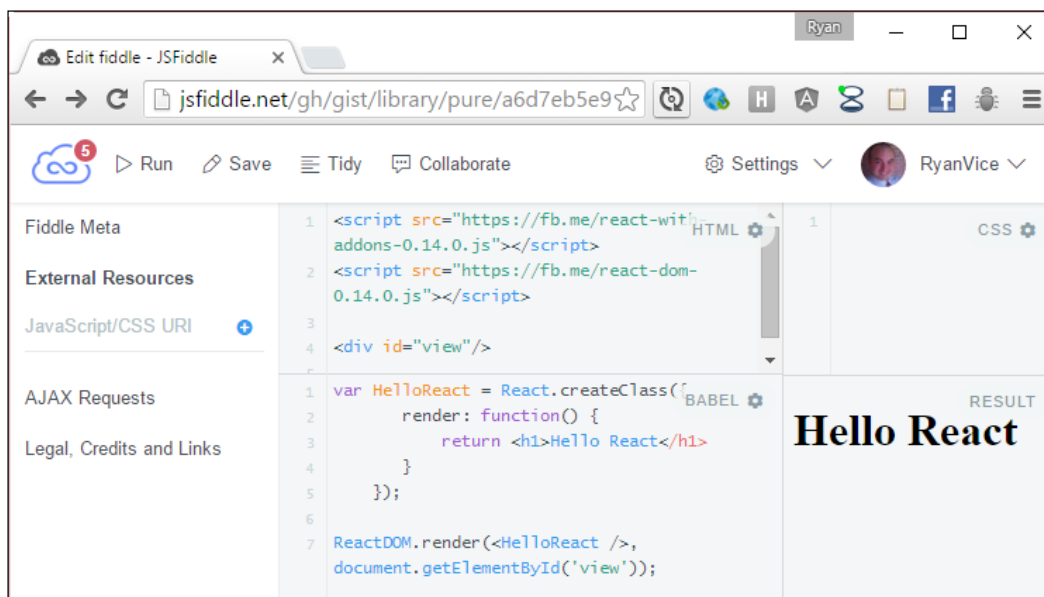 Ryan
Edit fiddle - JSFiddle
jsfiddle.net/gh/gist/library/pure/a6d7eb5e9
5
Run Save Tidy Collaborate Settings RyanVice
Fiddle Meta
External Resources
JavaScript/CSS URI
AJAX Requests
Legal, Credits and Links
HTML
1 <script src="https://fb.me/react-with-
addons-0.14.0.js"></script>
2 <script src="https://fb.me/react-dom-
0.14.0.js"></script>
3
4 <div id="view"/>
1 CSS
BABEL
1 var HelloReact = React.createClass({
2 render: function() {
3 return <h1>Hello React</h1>
4 }
5 });
6
7 ReactDOM.render(<HelloReact />,
document.getElementById('view'));
RESULT
Hello React